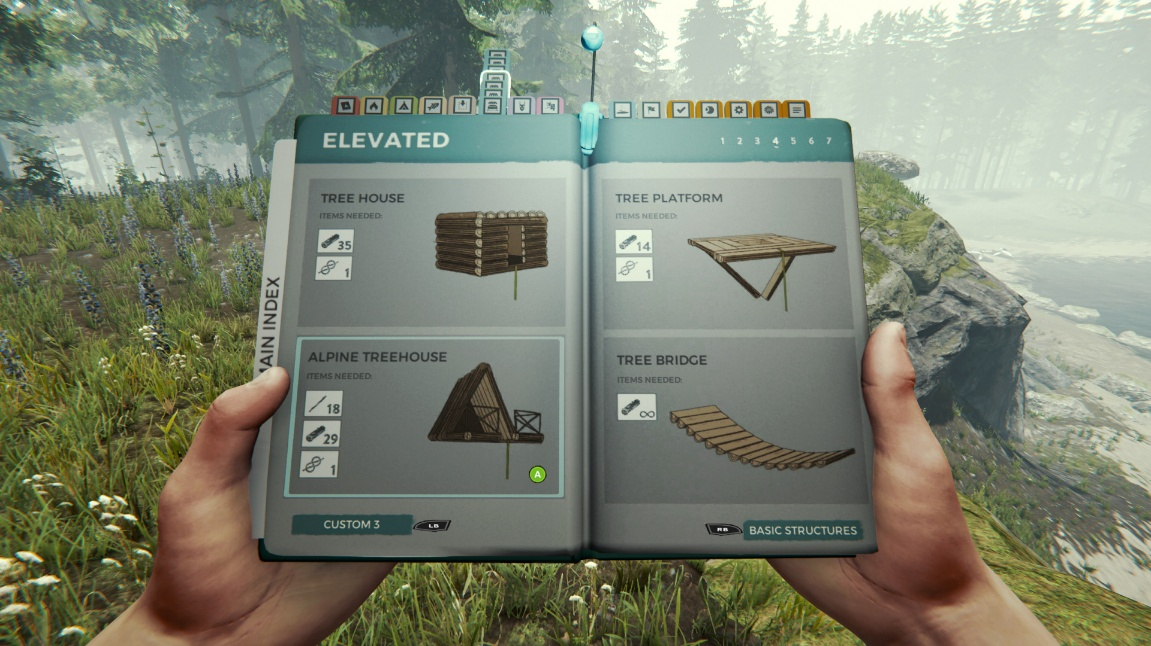 ELEVATED
1 2 3 4 5 6 7
MAIN INDEX
TREE HOUSE
ITEMS NEEDED:
35
1
ALPINE TREEHOUSE
ITEMS NEEDED:
18
29
1
A
CUSTOM 3
LB
TREE PLATFORM
ITEMS NEEDED:
14
1
TREE BRIDGE
ITEMS NEEDED:
∞
RB
BASIC STRUCTURES